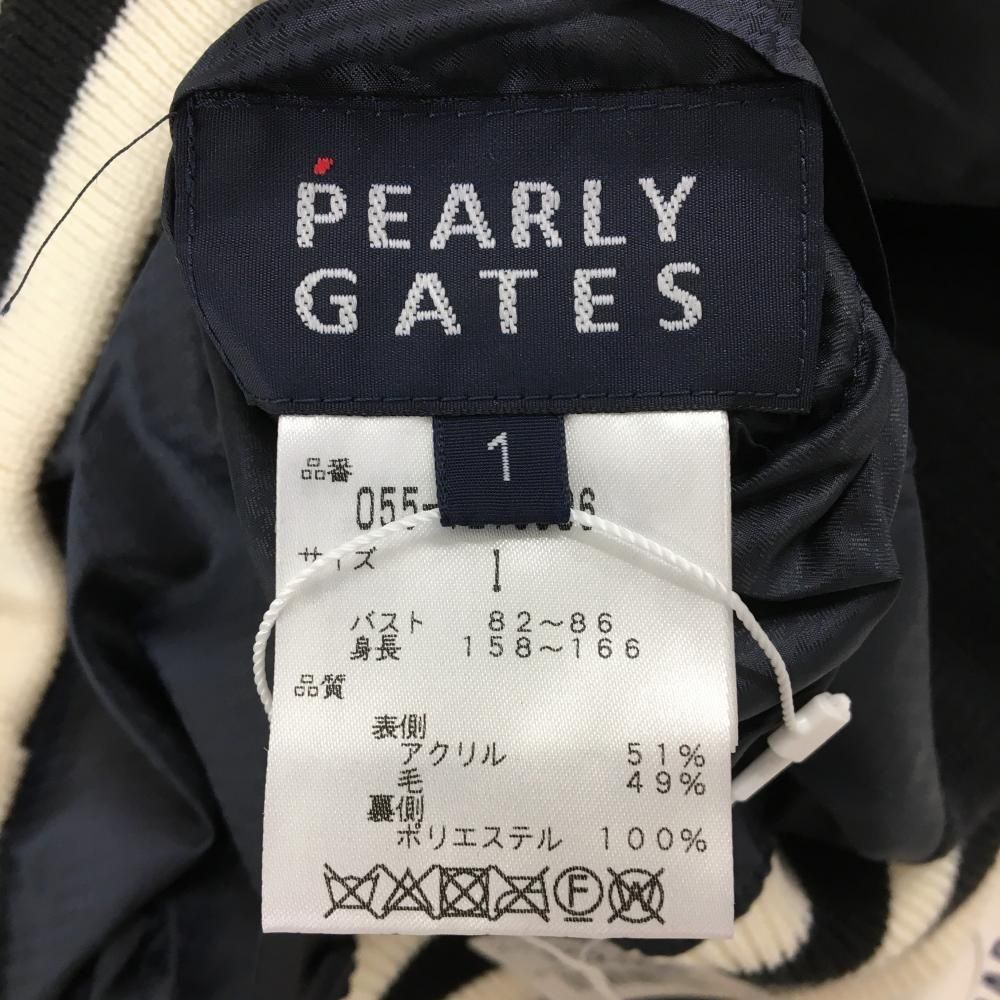 PEARLY
GATES
1
品番
サイズ 1
バスト 82～86
身長 158～166
品質
表側
アクリル 51%
毛 49%
裏側
ポリエステル 100%
F W